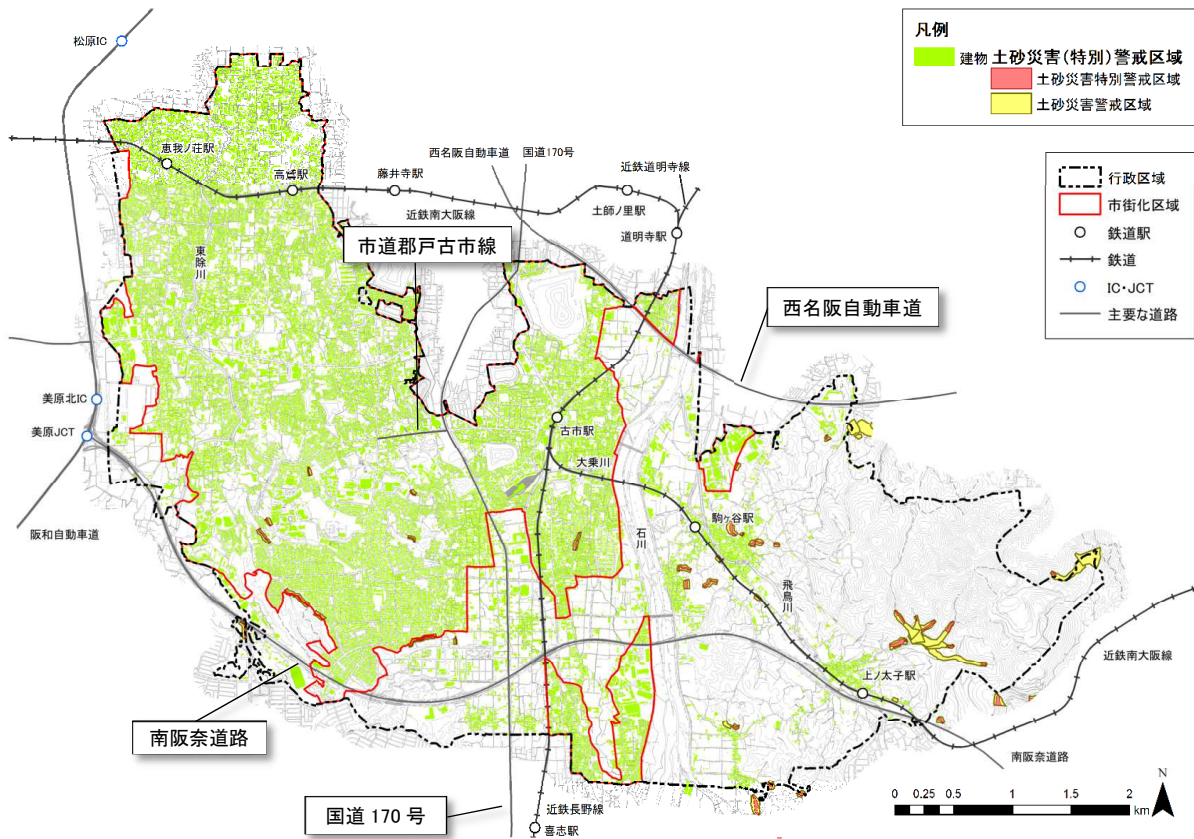 松原IC
恵我ノ荘駅
高鷲駅
藤井寺駅
西名阪自動車道
国道170号
近鉄道明寺線
近鉄南大阪線
土師ノ里駅
道明寺駅
市道郡戸古市線
東除川
西名阪自動車道
美原北IC
美原JCT
阪和自動車道
古市駅
大乗川
石川
駒ヶ谷駅
飛鳥川
上ノ太子駅
近鉄南大阪線
南阪奈道路
南阪奈道路
国道170号
近鉄長野線
喜志駅
凡例
建物 土砂災害(特別)警戒区域
土砂災害特別警戒区域
土砂災害警戒区域
行政区域
市街化区域
鉄道駅
鉄道
IC・JCT
主要な道路
N
0 0.25 0.5 1 1.5 2
km